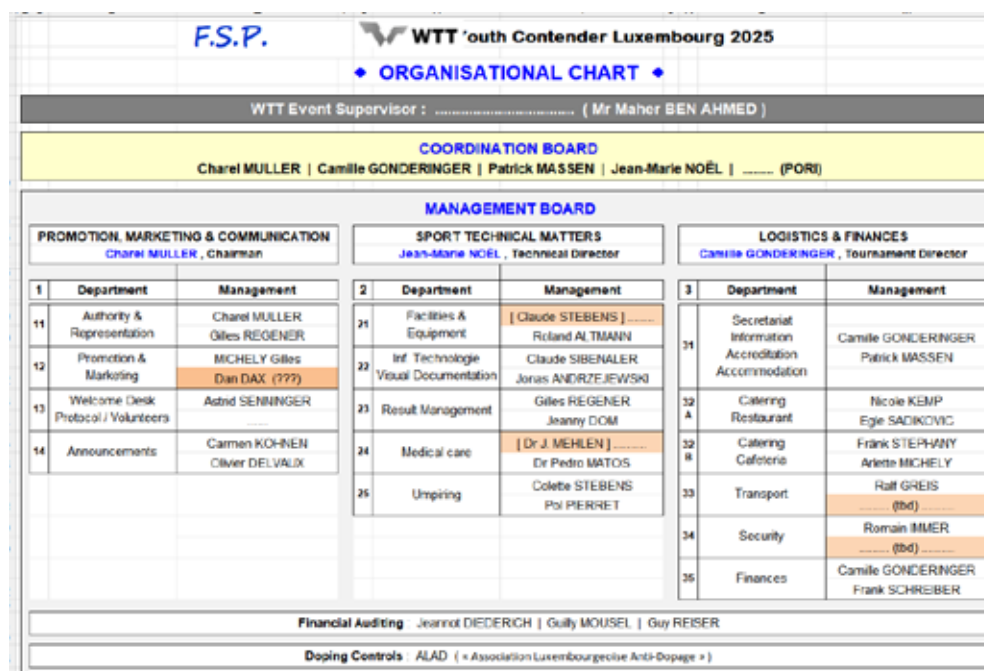 F.S.P.
WTT 'outh Contender Luxembourg 2025
ORGANISATIONAL CHART
WTT Event Supervisor : .................................. ( Mr Maher BEN AHMED )
COORDINATION BOARD
Charel MULLER | Camille GONDERINGER | Patrick MASSEN | Jean-Marie NOËL | ........ (PORI)
MANAGEMENT BOARD
PROMOTION, MARKETING & COMMUNICATION
Charel MULLER , Chairman
1 Department Management
11 Authority & Representation Charel MULLER
Gilles REGENER
12 Promotion & Marketing MICHELY Gilles
Dan DAX (???)
13 Welcome Desk Protocol / Volunteers Astrid SENNINGER
......
14 Announcements Carmen KOHNEN
Olivier DELVAUX
SPORT TECHNICAL MATTERS
Jean-Marie NOËL , Technical Director
2 Department Management
21 Facilities & Equipment [ Claude STEBENS ] ........
Roland ALTMANN
22 Inf. Technologie Visual Documentation Claude SIBENALER
Jonas ANDRZEJEWSKI
23 Result Management Gilles REGENER
Jeanny DOM
24 Medical care [ Dr J. MEHLEN ] ..........
Dr Pedro MATOS
25 Umpiring Colette STEBENS
Pol PIERRET
LOGISTICS & FINANCES
Camille GONDERINGER , Tournament Director
3 Department Management
31 Secretariat
Information Camille GONDERINGER
Accreditation Patrick MASSEN
Accommodation
32 A Catering Restaurant Nicole KEMP
Egle SADIKOVIC
32 B Catering Cafeteria Frank STEPHANY
Arlette MICHELY
33 Transport Ralf GREIS
.......... (tbd) ..........
34 Security Romain IMMER
.......... (tbd) ..........
35 Finances Camille GONDERINGER
Frank SCHREIBER
Financial Auditing : Jeannot DIEDERICH | Guilly MOUSEL | Guy REISER
Doping Controls : ALAD ( « Association Luxembourgeoise Anti-Dopage » )